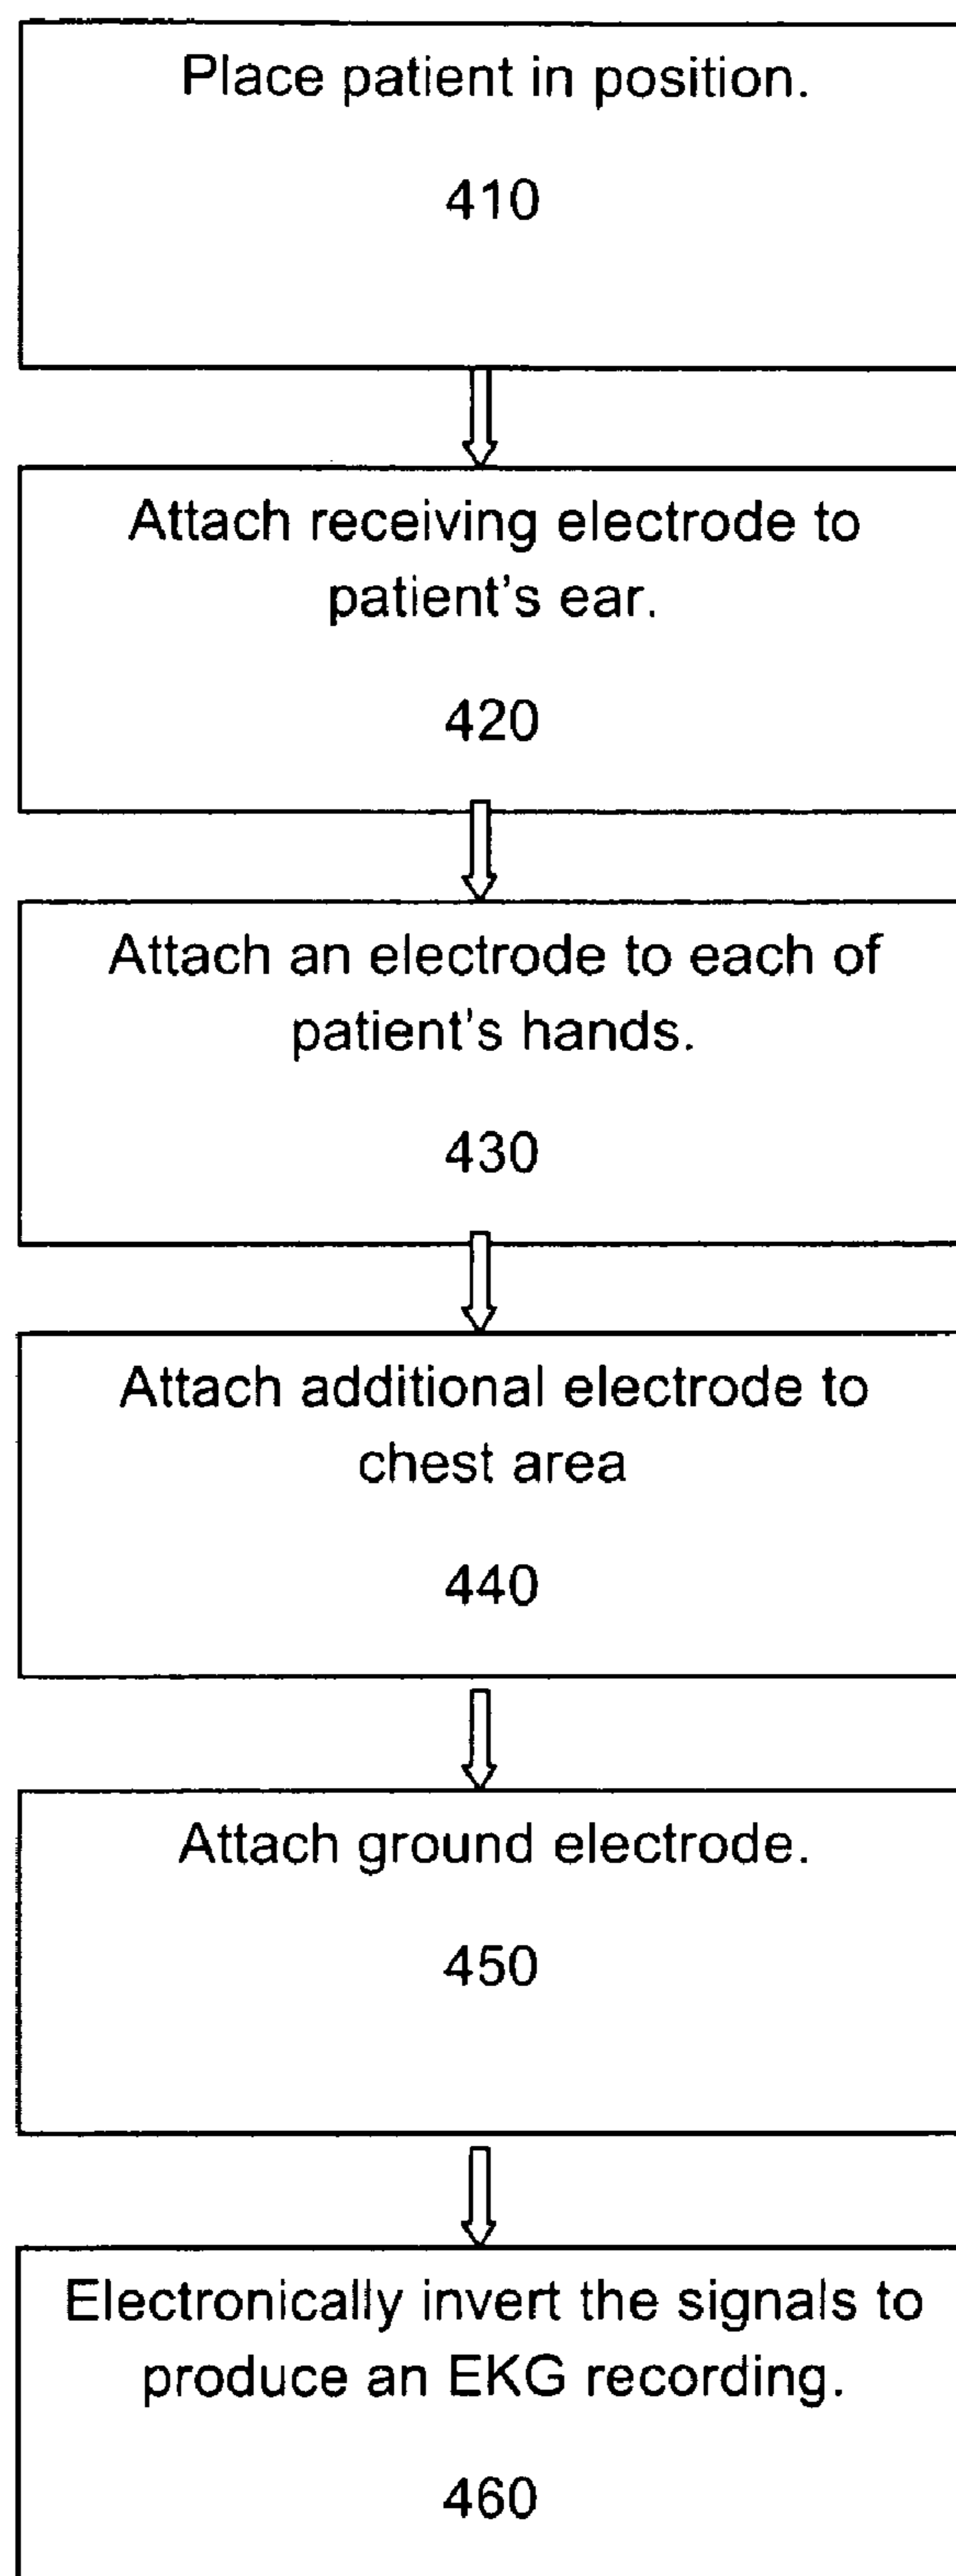 Place patient in position.
410
Attach receiving electrode to
patient's ear.
420
Attach an electrode to each of
patient's hands.
430
Attach additional electrode to
chest area
440
Attach ground electrode.
450
Electronically invert the signals to
produce an EKG recording.
460